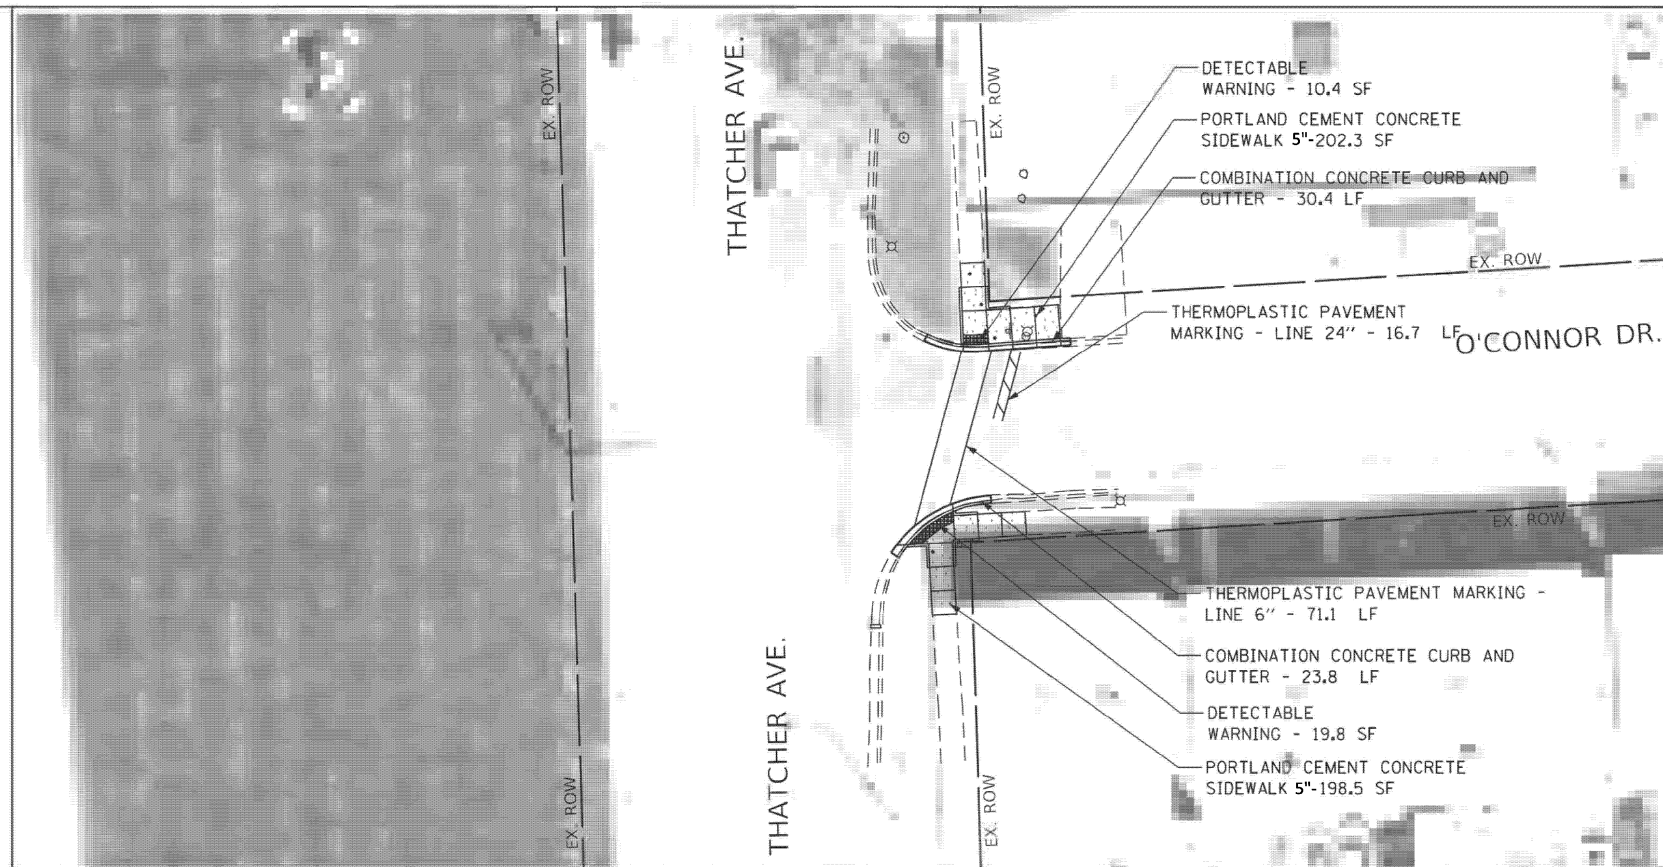 THATCHER AVE.
EX. ROW
EX. ROW
DETECTABLE
WARNING - 10.4 SF
PORTLAND CEMENT CONCRETE
SIDEWALK 5"-202.3 SF
COMBINATION CONCRETE CURB AND
GUTTER - 30.4 LF
EX. ROW
THERMOPLASTIC PAVEMENT
MARKING - LINE 24" - 16.7 LF
O'CONNOR DR.
EX. ROW
THERMOPLASTIC PAVEMENT MARKING -
LINE 6" - 71.1 LF
COMBINATION CONCRETE CURB AND
GUTTER - 23.8 LF
DETECTABLE
WARNING - 19.8 SF
PORTLAND CEMENT CONCRETE
SIDEWALK 5"-198.5 SF
THATCHER AVE.
EX. ROW
EX. ROW